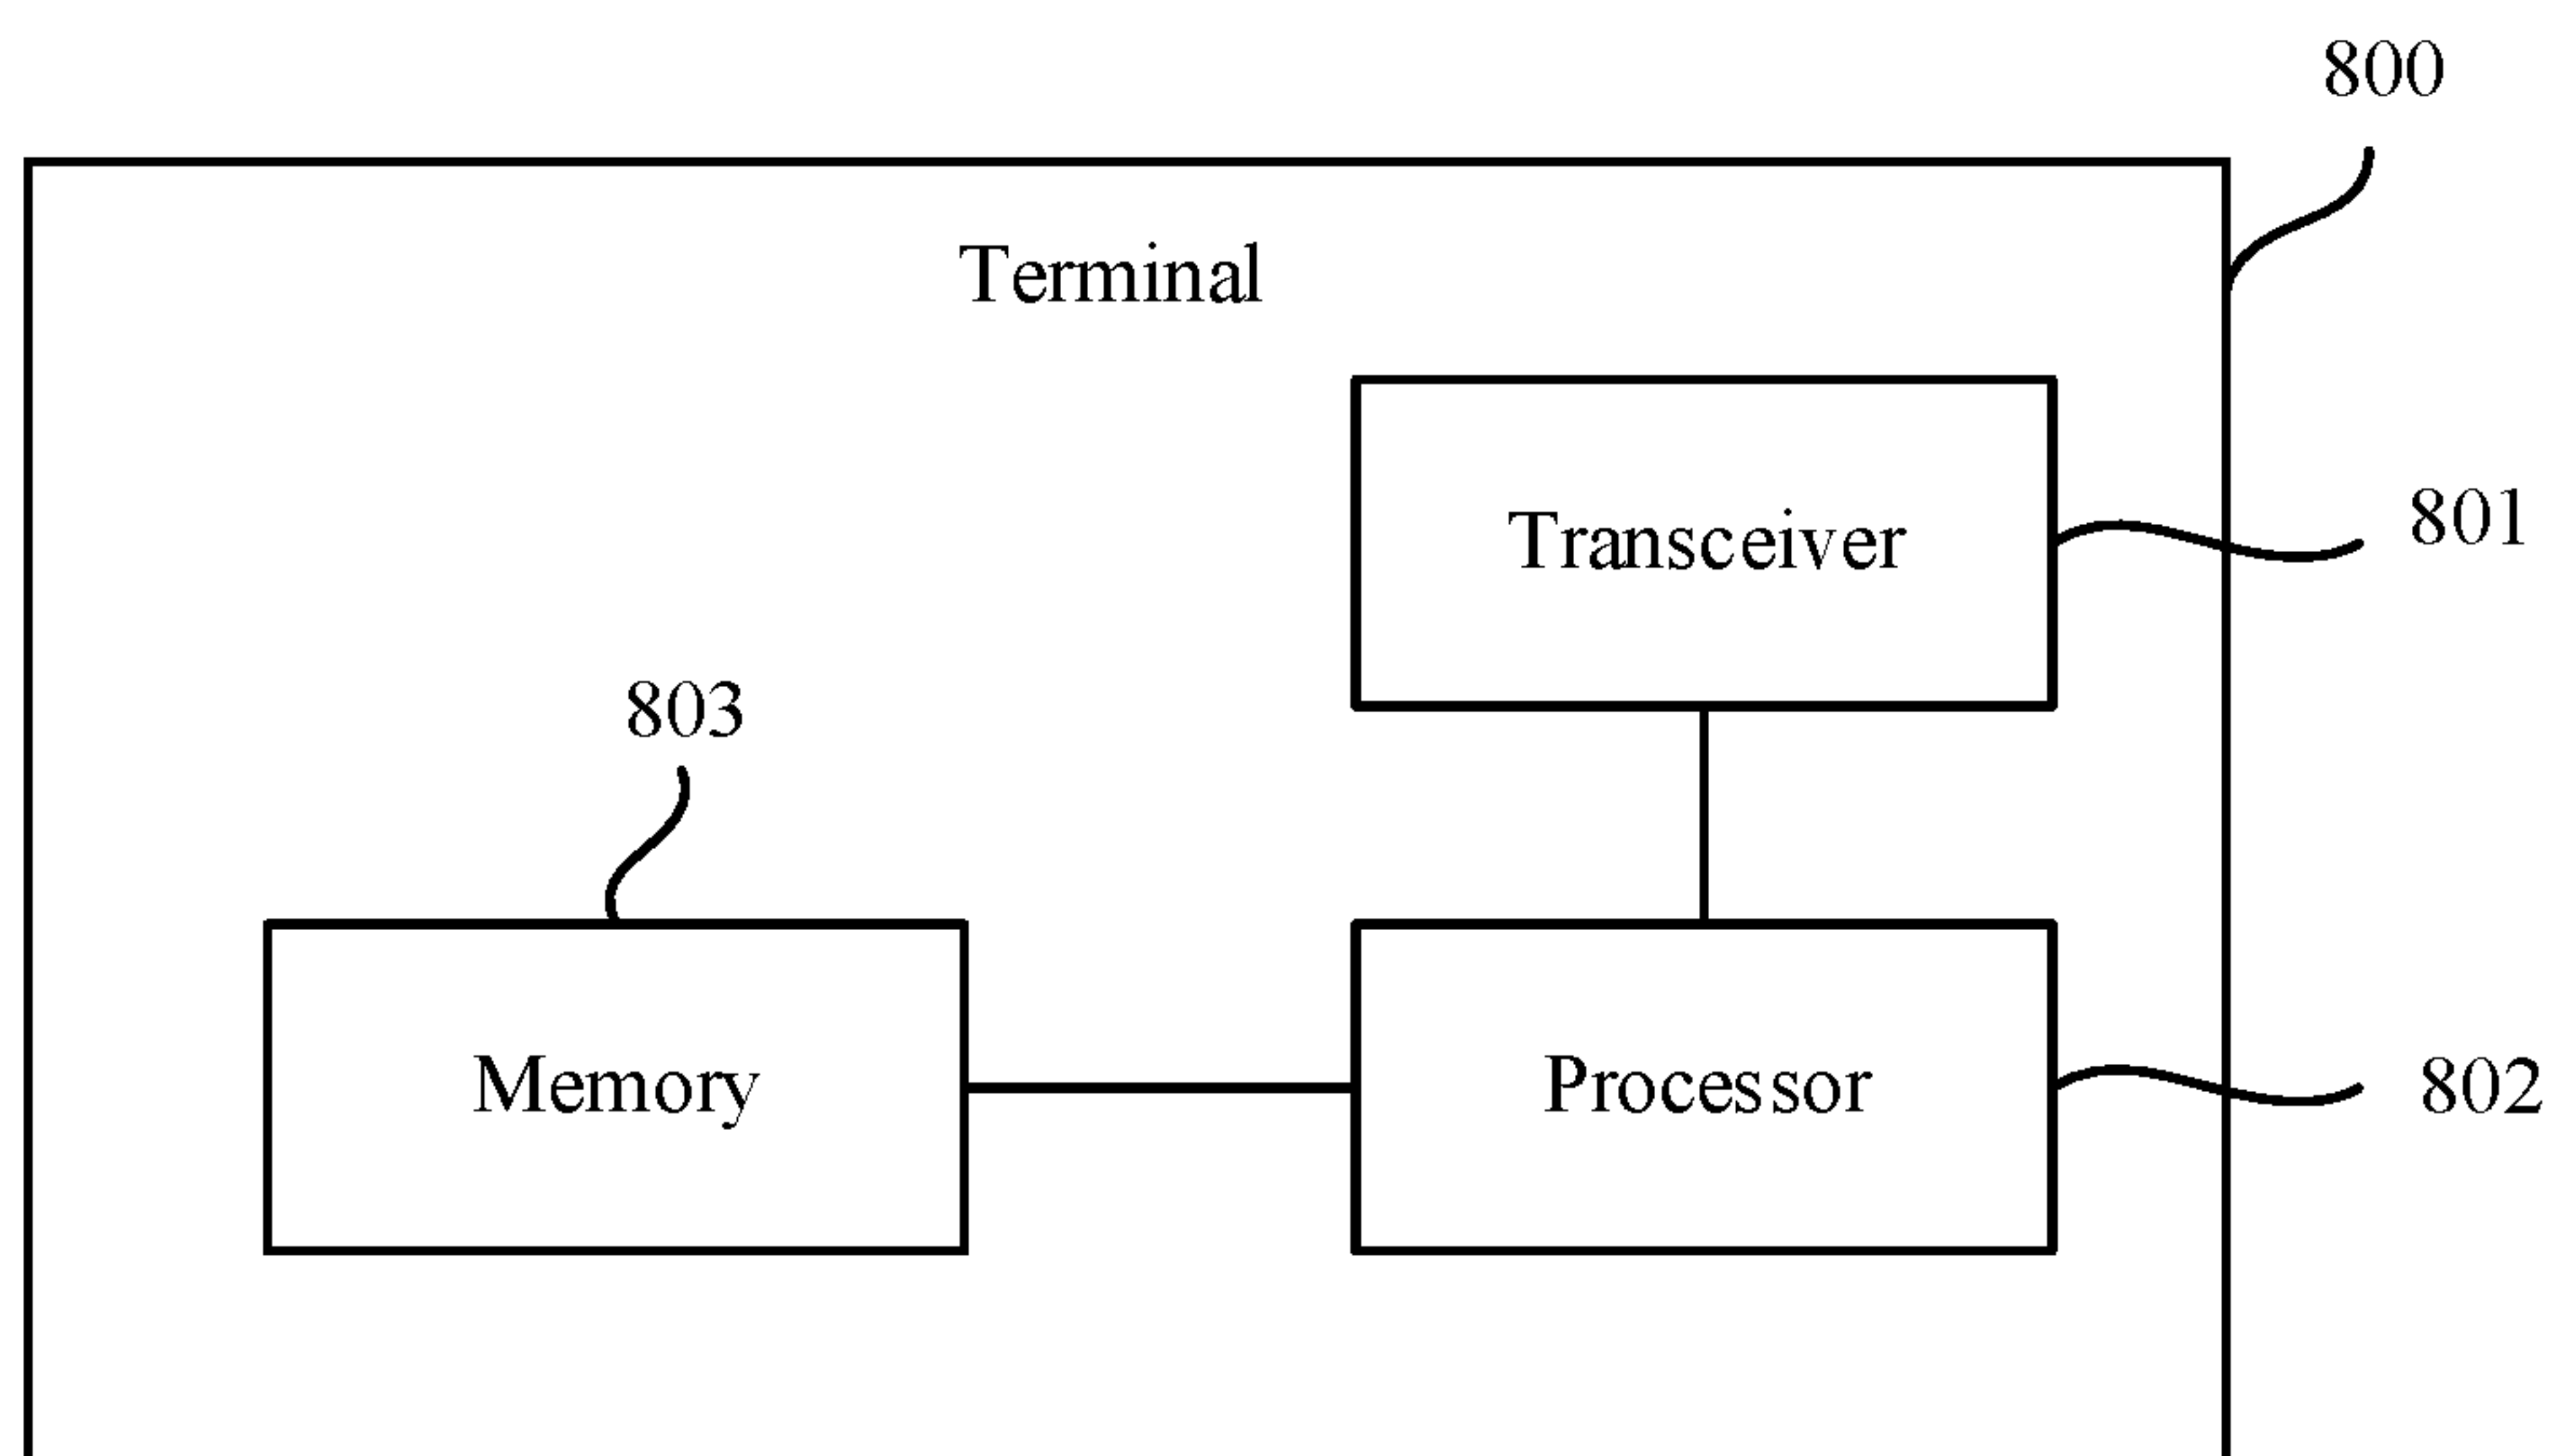 800
Terminal
Transceiver
801
803
Memory
Processor
802